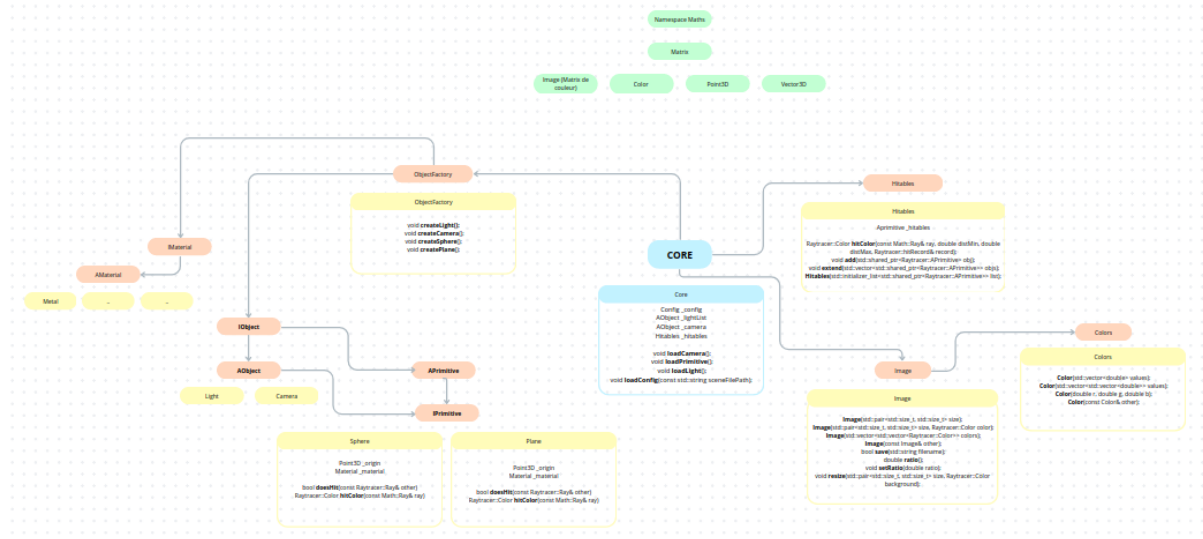 Namespace Maths
Matrix
Image (Matrix de
couleur)
Color
Point3D
Vector3D
ObjectFactory
ObjectFactory
void createLight();
void createCamera();
void createSphere();
void createPlane();
Hitables
Hitables
Aprimitive _hitables
Raytracer::Color hitColor(const Math::Ray& ray, double distMin, double
distMax, Raytracer::hitRecord& record);
void add(std::shared_ptr<Raytracer::APrimitive> obj);
void extend(std::vector<std::shared_ptr<Raytracer::APrimitive>> objs);
Hitables(std::initializer_list<std::shared_ptr<Raytracer::APrimitive>> list);
IMaterial
AMaterial
Metal
..
..
CORE
Core
Config _config
AObject _lightList
AObject _camera
Hitables _hitables
void loadCamera();
void loadPrimitive();
void loadLight();
void loadConfig(const std::string sceneFilePath);
IObject
AObject
APrimitive
Light
Camera
IPrimitive
Sphere
Point3D _origin
Material _material
bool doesHit(const Raytracer::Ray& other)
Raytracer::Color hitColor(const Math::Ray& ray)
Plane
Point3D _origin
Material _material
bool doesHit(const Raytracer::Ray& other)
Raytracer::Color hitColor(const Math::Ray& ray)
Image
Image
Image(std::pair<std::size_t, std::size_t> size);
Image(std::pair<std::size_t, std::size_t> size, Raytracer::Color color);
Image(std::vector<std::vector<Raytracer::Color>> colors);
Image(const Image& other);
bool save(std::string filename);
double ratio();
void setRatio(double ratio);
void resize(std::pair<std::size_t, std::size_t> size, Raytracer::Color
background);
Colors
Colors
Color(std::vector<double> values);
Color(std::vector<std::vector<double>> values);
Color(double r, double g, double b);
Color(const Color& other);